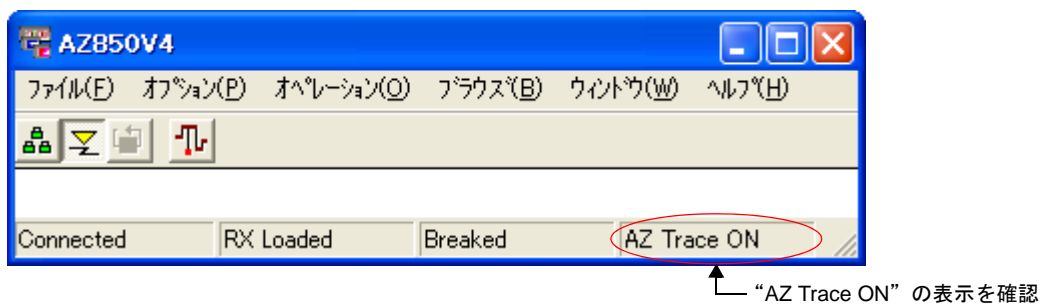 AZ850V4
ファイル(F) オプション(P) オペレーション(O) ブラウズ(B) ウィンドウ(W) ヘルプ(H)
Connected RX Loaded Breaked AZ Trace ON
“AZ Trace ON”の表示を確認